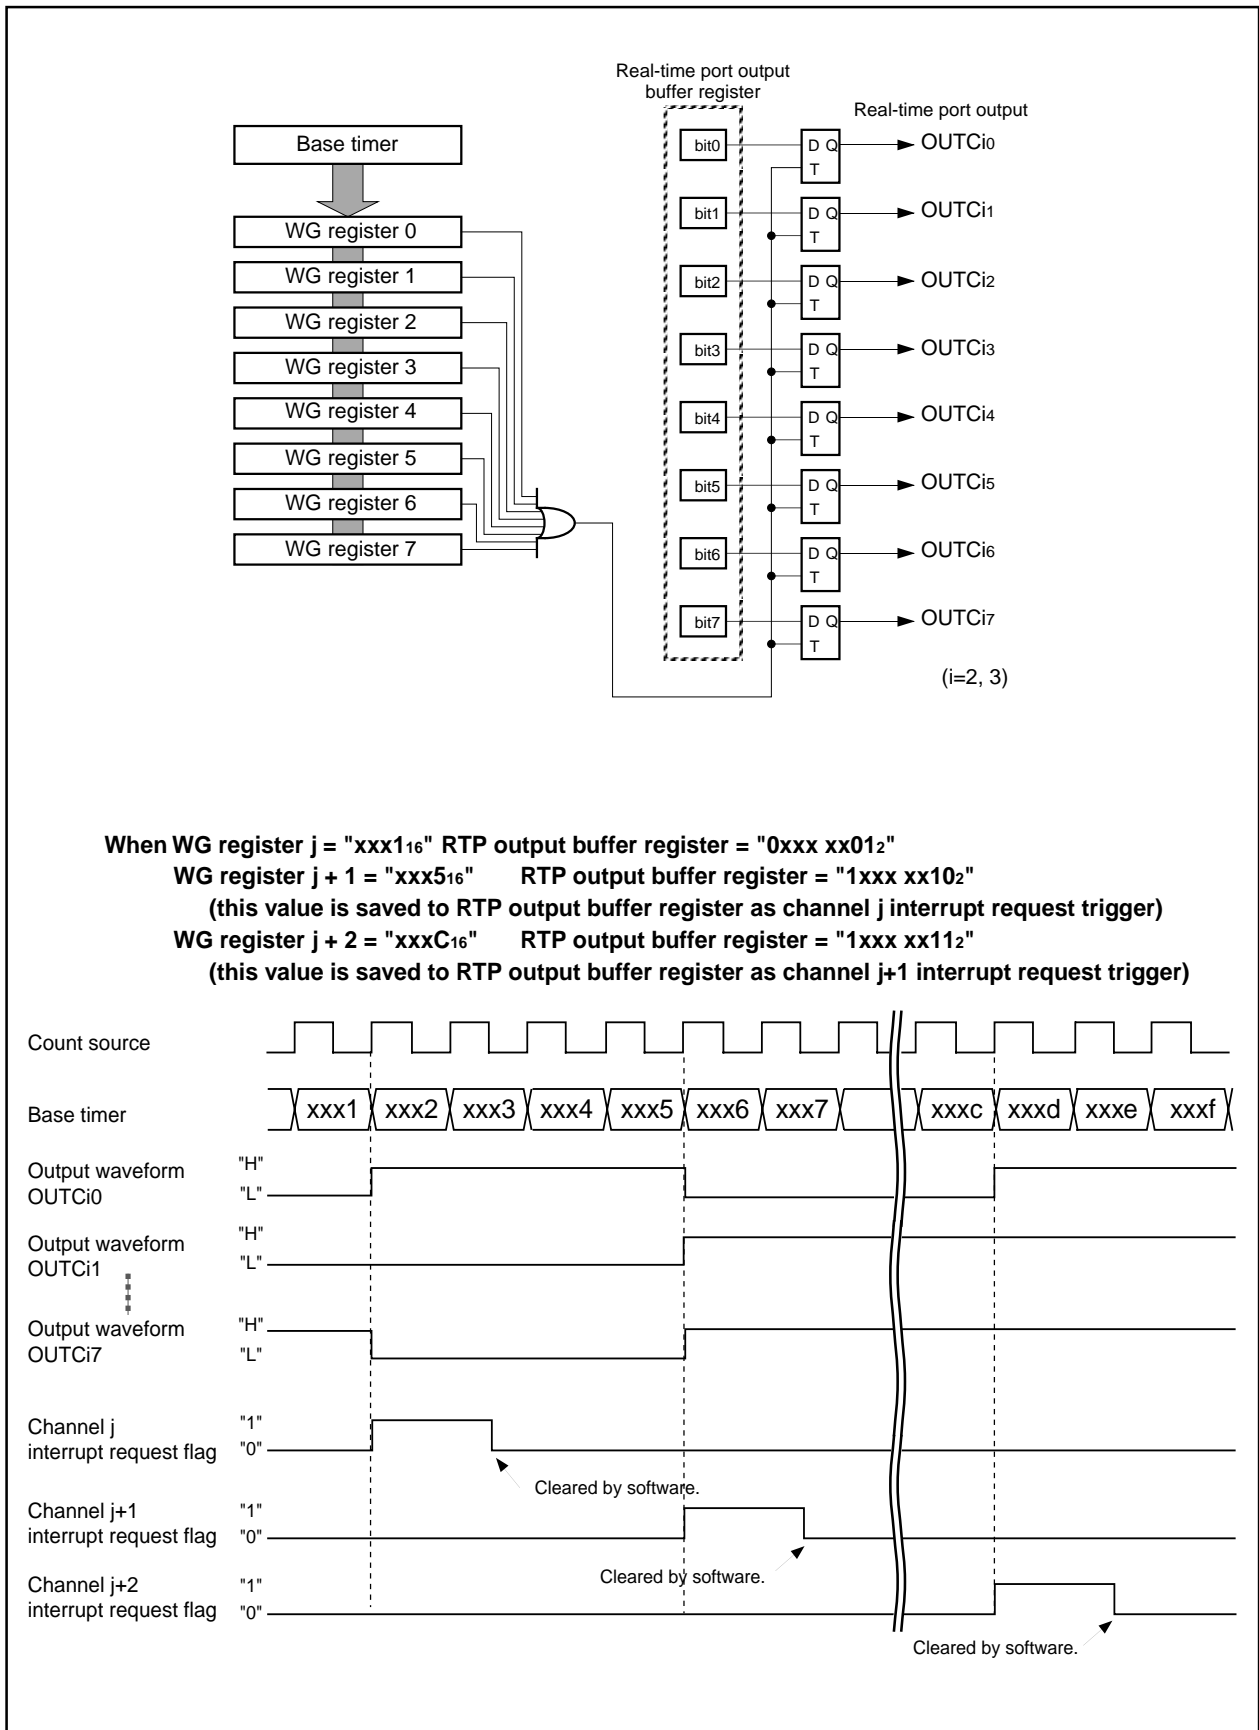 Real-time port output
buffer register
Real-time port output
Base timer
WG register 0
WG register 1
WG register 2
WG register 3
WG register 4
WG register 5
WG register 6
WG register 7
bit0
D Q
T
OUTCi0
bit1
D Q
T
OUTCi1
bit2
D Q
T
OUTCi2
bit3
D Q
T
OUTCi3
bit4
D Q
T
OUTCi4
bit5
D Q
T
OUTCi5
bit6
D Q
T
OUTCi6
bit7
D Q
T
OUTCi7
(i=2, 3)
When WG register j = "xxx116" RTP output buffer register = "0xxx xx012"
WG register j + 1 = "xxx516" RTP output buffer register = "1xxx xx102"
(this value is saved to RTP output buffer register as channel j interrupt request trigger)
WG register j + 2 = "xxxC16" RTP output buffer register = "1xxx xx112"
(this value is saved to RTP output buffer register as channel j+1 interrupt request trigger)
Count source
Base timer
xxx1 xxx2 xxx3 xxx4 xxx5 xxx6 xxx7 xxxc xxxd xxxe xxxf
Output waveform
OUTCi0
"H"
"L"
Output waveform
OUTCi1
"H"
"L"
Output waveform
OUTCi7
"H"
"L"
Channel j
interrupt request flag
"1"
"0"
Cleared by software.
Channel j+1
interrupt request flag
"1"
"0"
Cleared by software.
Channel j+2
interrupt request flag
"1"
"0"
Cleared by software.